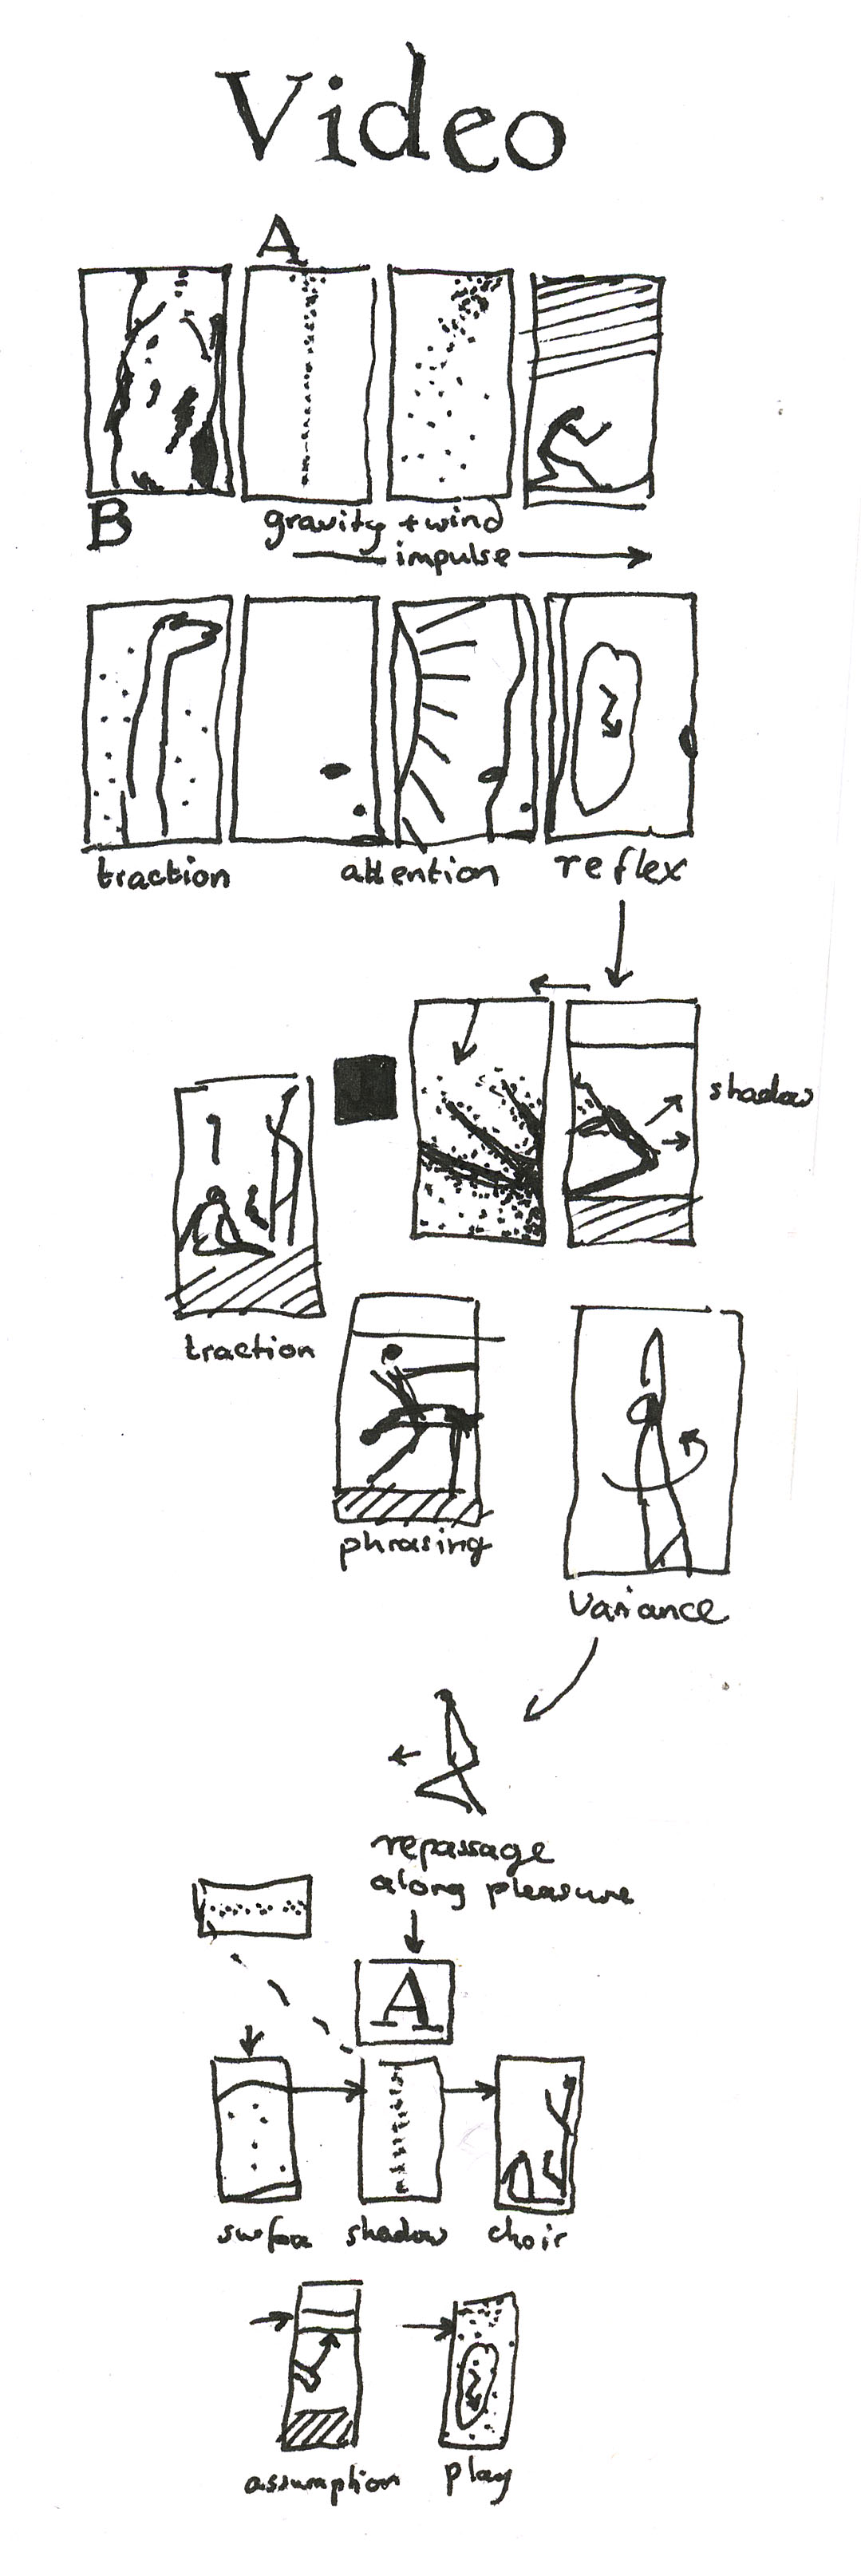 Video
A
B
gravity + wind
impulse
traction
attention
reflex
shadow
traction
phrasing
variance
repassage
along pleasure
A
surface
shadow
choir
assumption
play